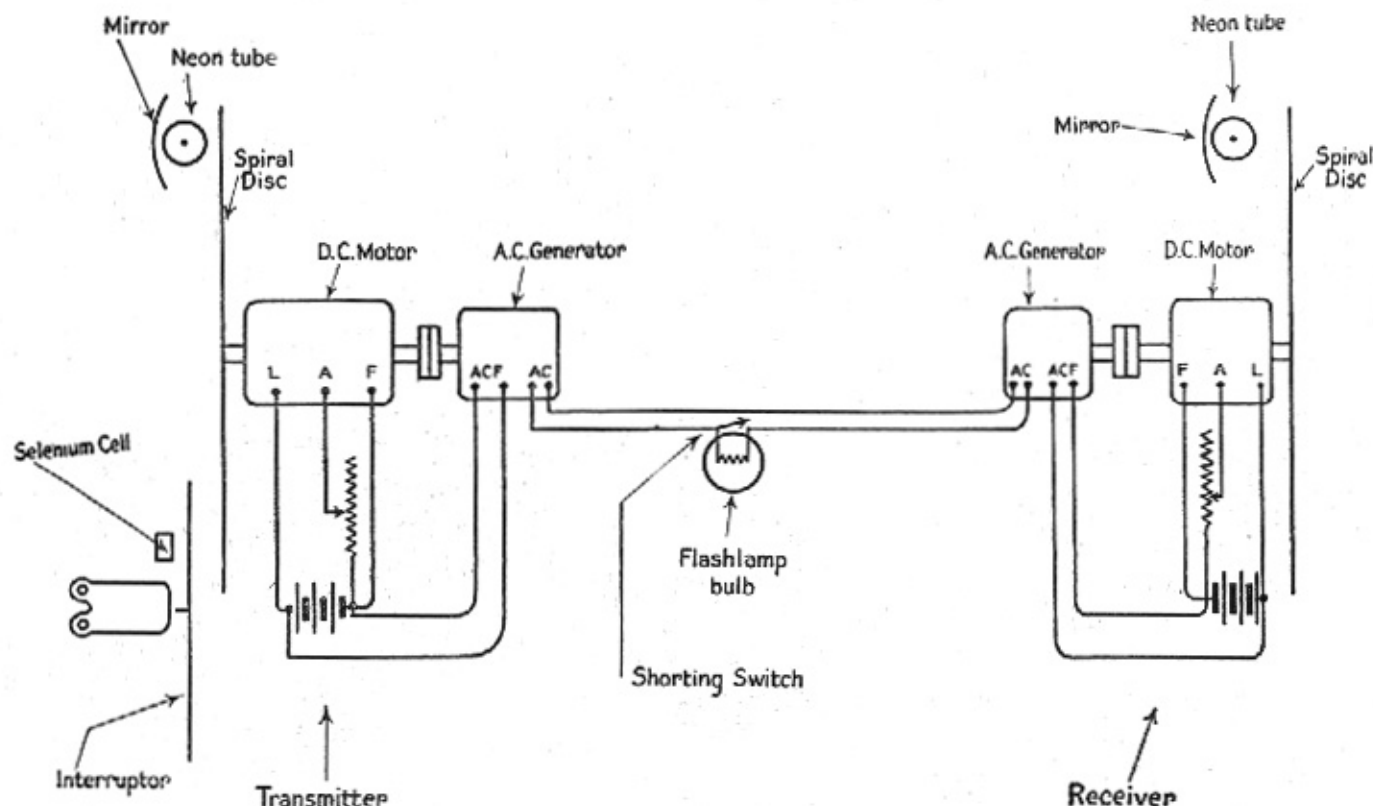 Mirror
Neon tube
Spiral
Disc
D.C. Motor
A.C. Generator
L A F
ACF AC
Selenium Cell
Interruptor
Transmitter
Flashlamp
bulb
Shorting Switch
Neon tube
Mirror
Spiral
Disc
A.C. Generator
D.C. Motor
AC ACF
F A L
Receiver